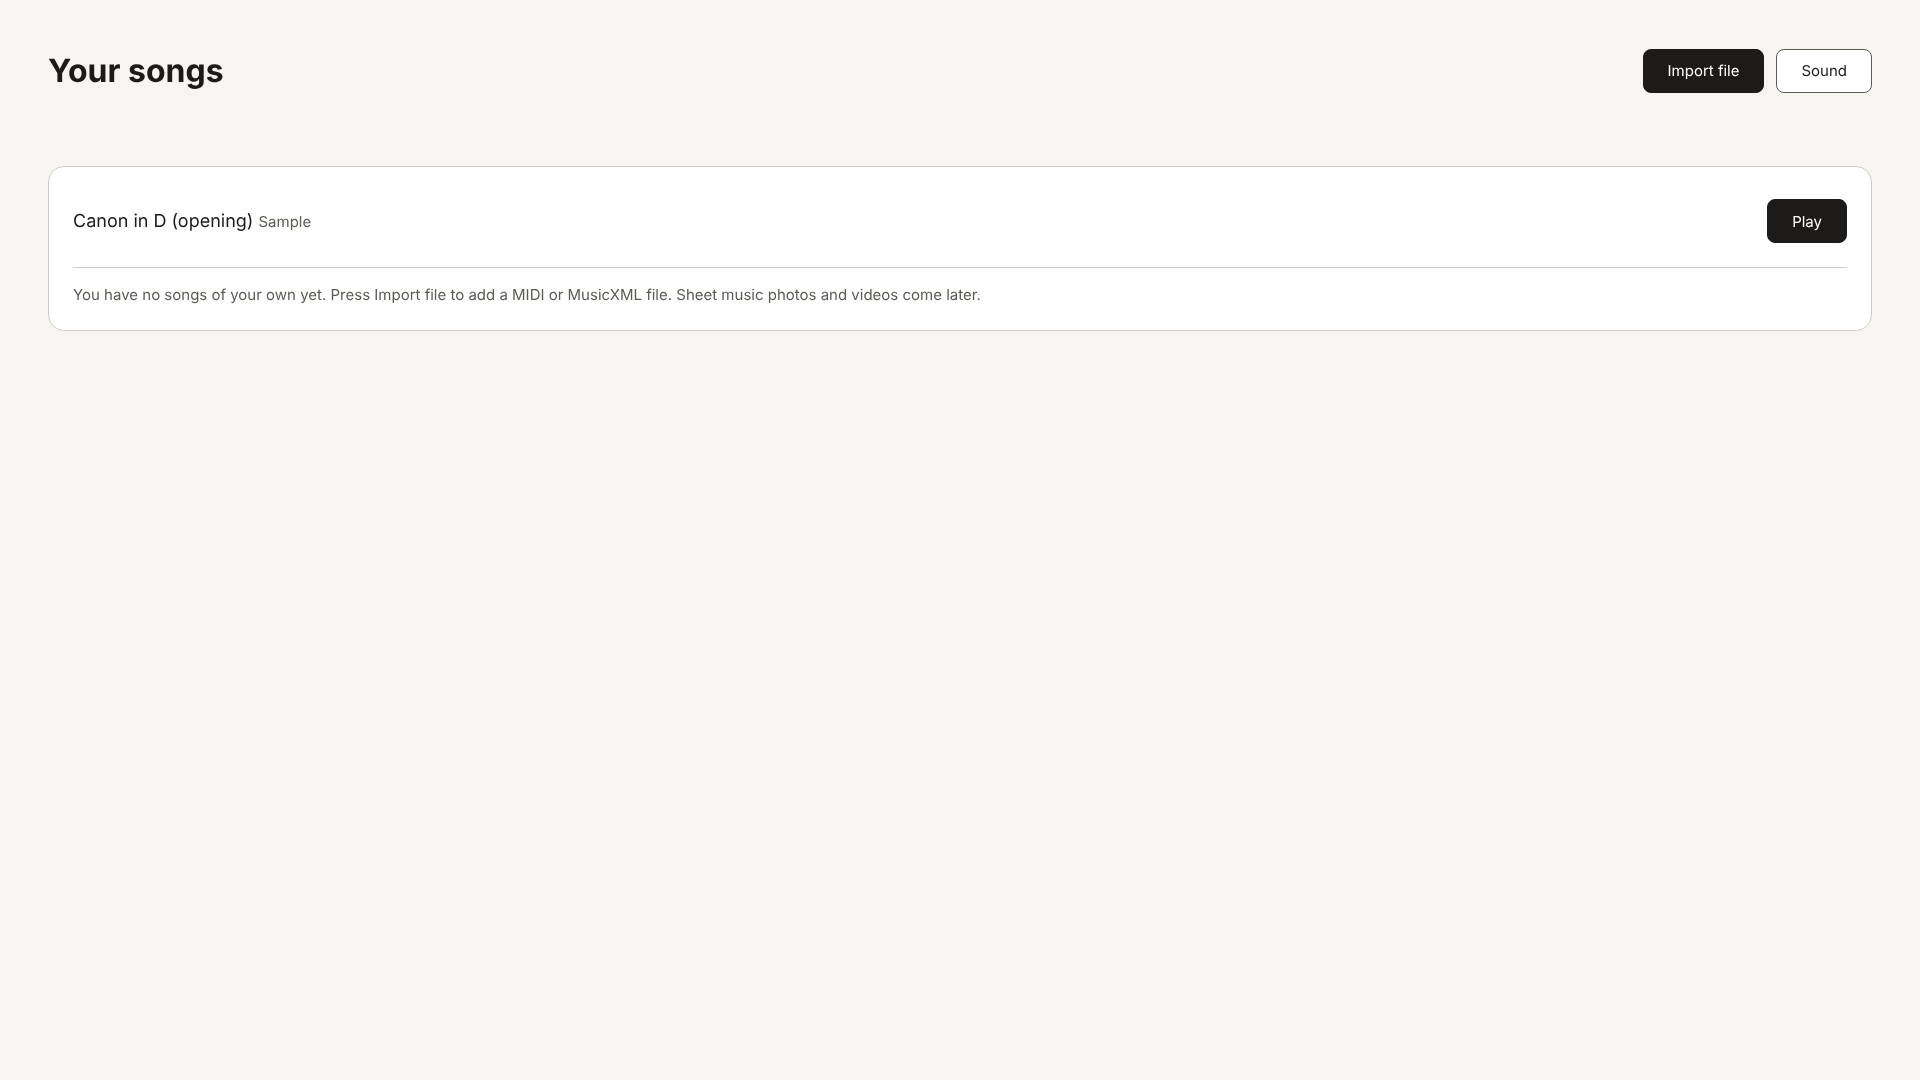 Your songs
Import file
Sound
Canon in D (opening) Sample
Play
You have no songs of your own yet. Press Import file to add a MIDI or MusicXML file. Sheet music photos and videos come later.